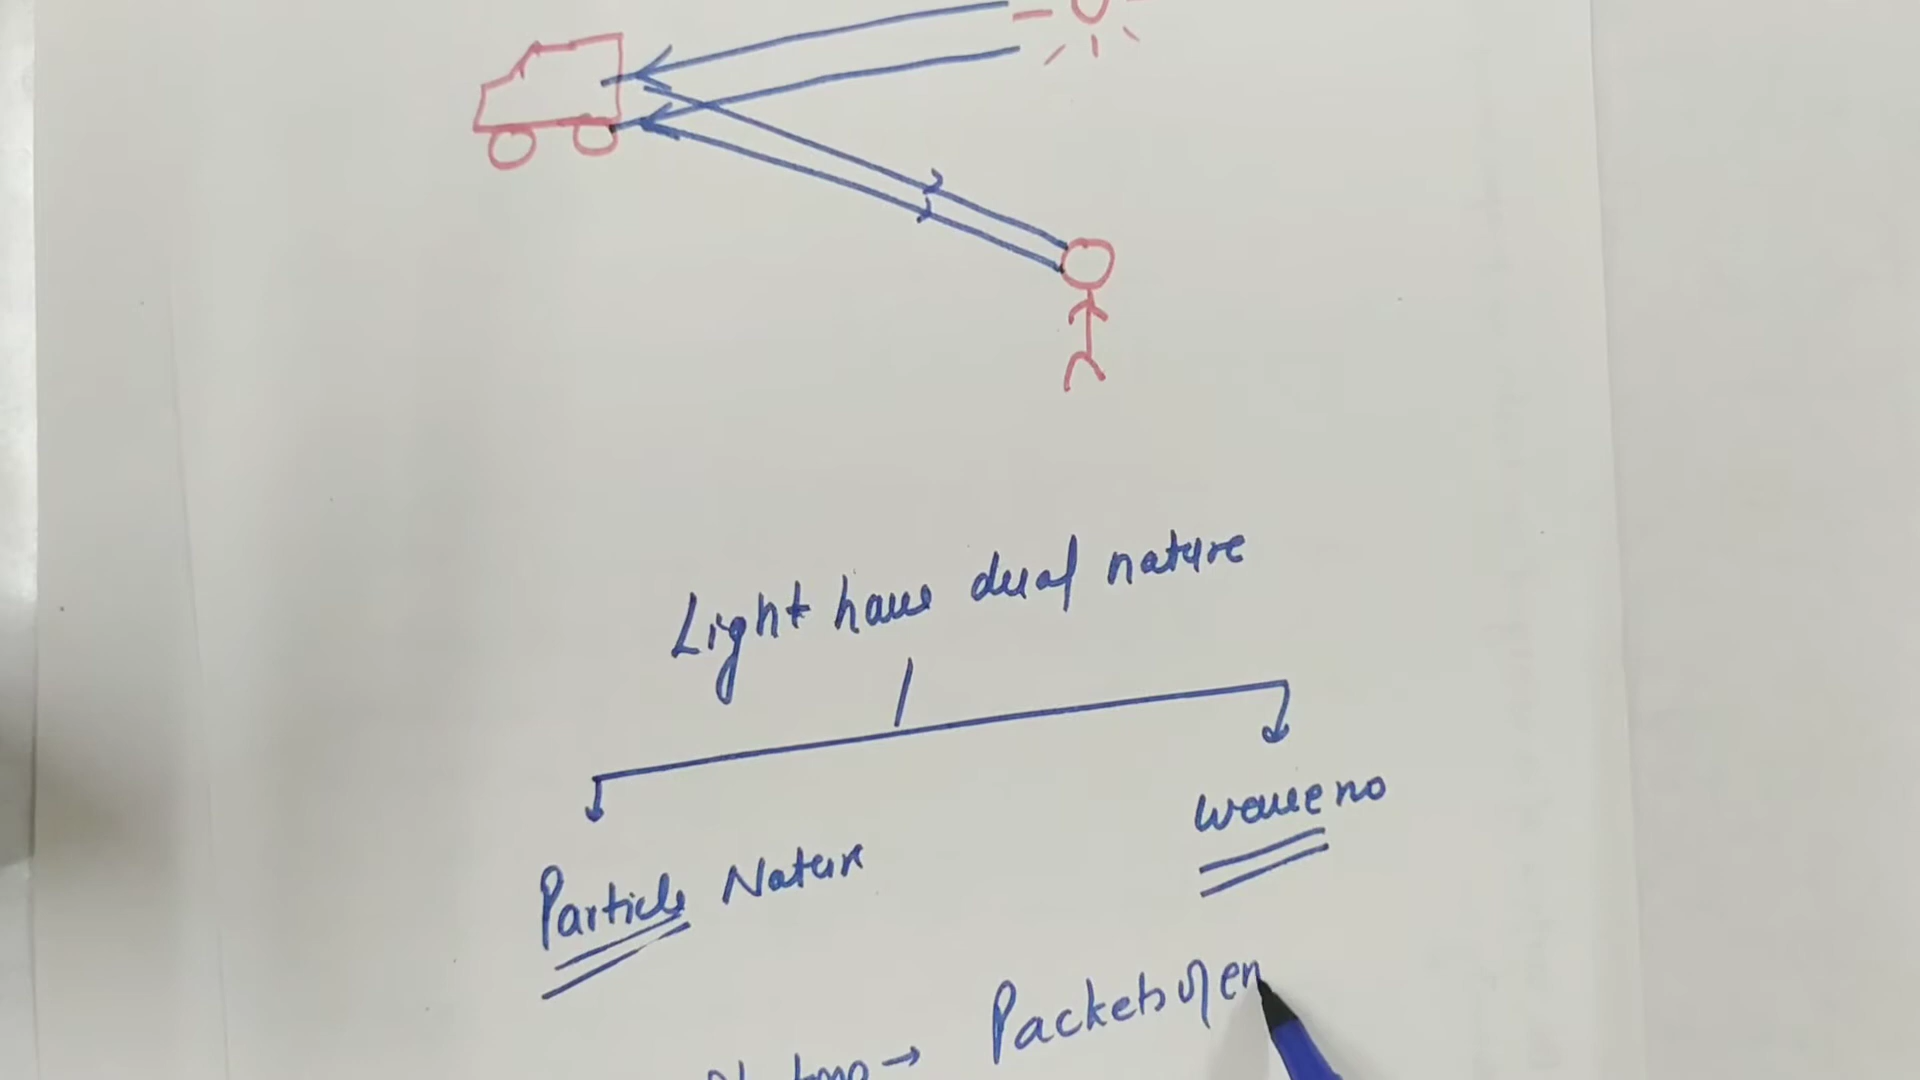 Light have dual nature
Particle Nature
wave no
Packets of en